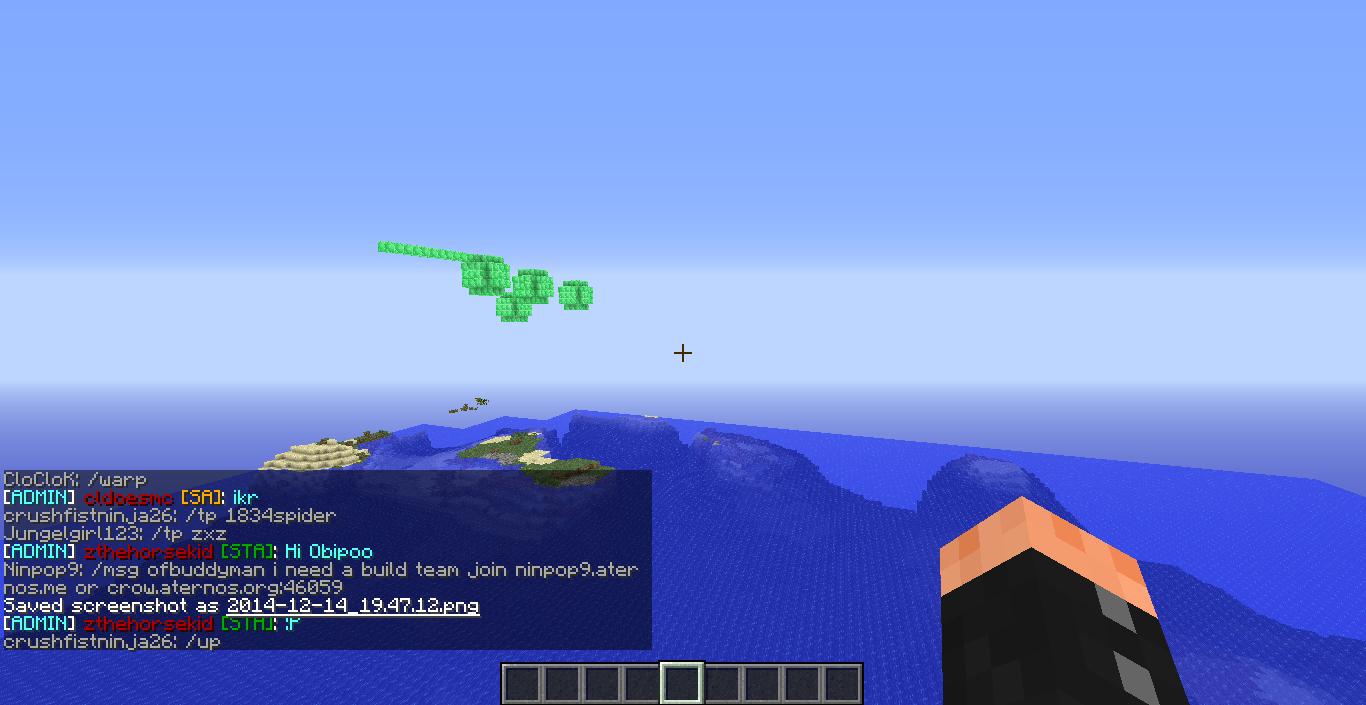 CloCloK: /warp
[ADMIN] cldoesmc [SA]: ikr
crushfistninja26: /tp 1834spider
Jungelgirl123: /tp zxz
[ADMIN] zthehorsekid [STA]: Hi Obipoo
Ninpop9: /msg ofbuddyman i need a build team join ninpop9.ater
nos.me or crow.aternos.org:46059
Saved screenshot as 2014-12-14_19.47.12.png
[ADMIN] zthehorsekid [STA]: :P
crushfistninja26: /up